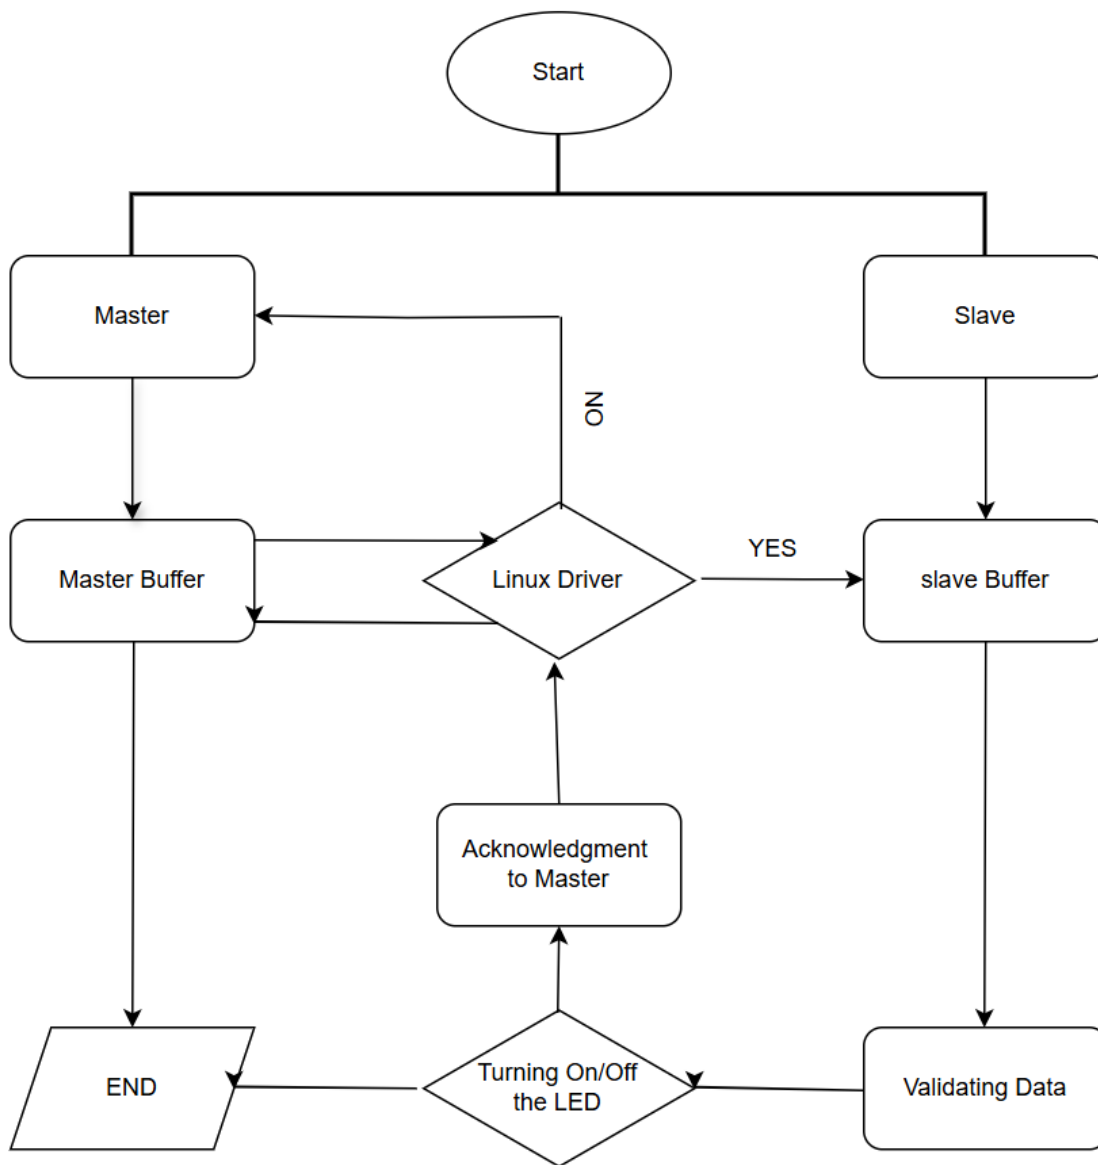 Start
Master
Slave
NO
Master Buffer
Linux Driver
YES
slave Buffer
Acknowledgment
to Master
END
Turning On/Off
the LED
Validating Data